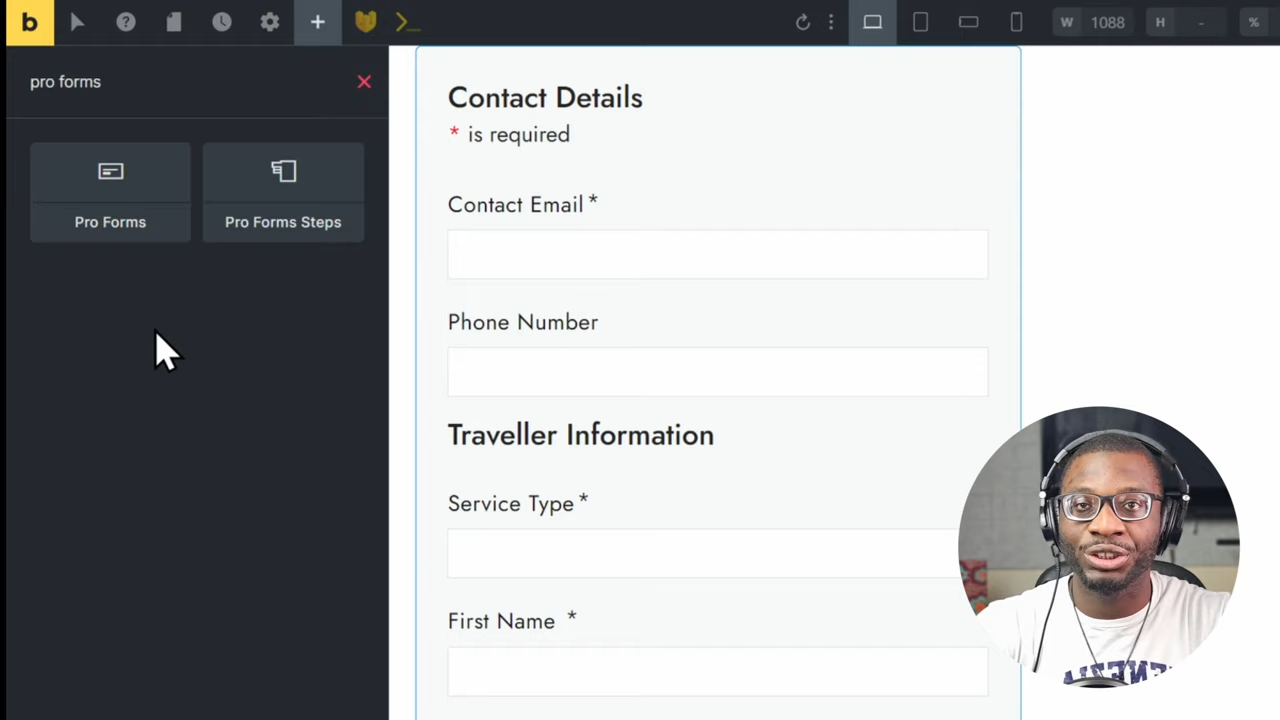 b
W 1088 H - %
pro forms
Pro Forms
Pro Forms Steps
Contact Details
* is required
Contact Email *
Phone Number
Traveller Information
Service Type *
First Name *